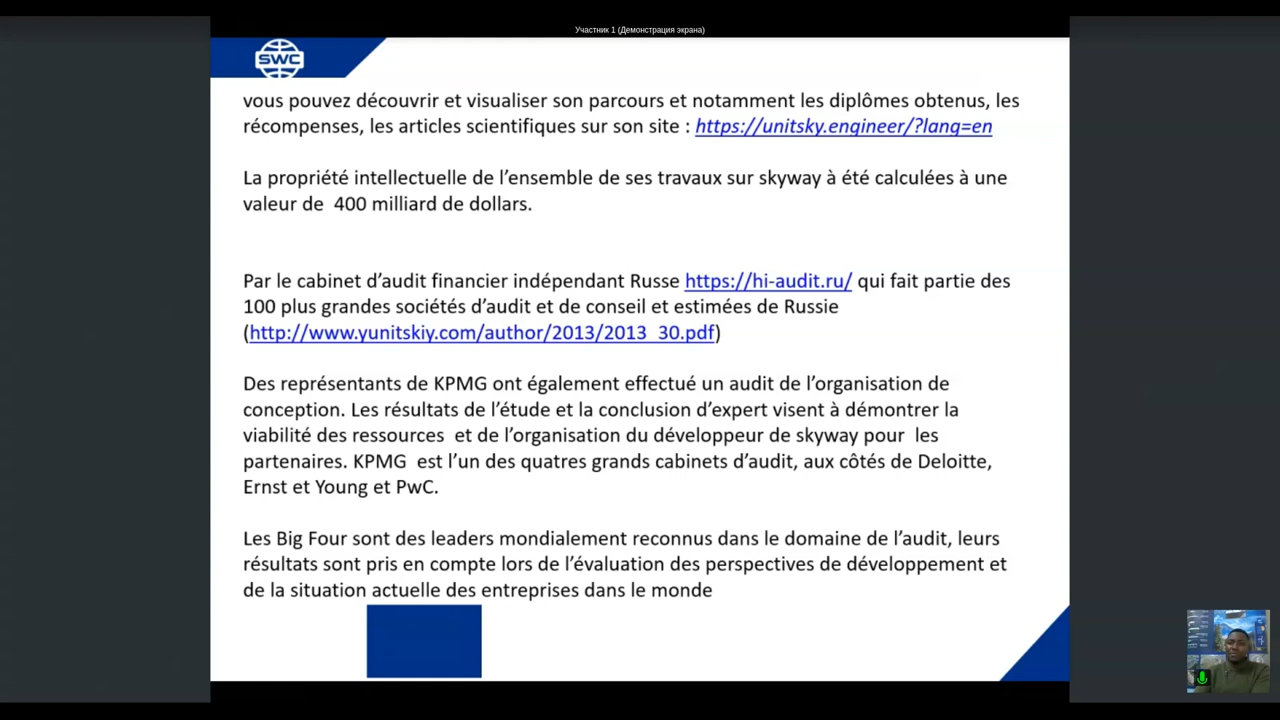 Участник 1 (Демонстрация экрана)
SWC
vous pouvez découvrir et visualiser son parcours et notamment les diplômes obtenus, les
récompenses, les articles scientifiques sur son site : https://unitsky.engineer/?lang=en
La propriété intellectuelle de l’ensemble de ses travaux sur skyway à été calculées à une
valeur de  400 milliard de dollars.
Par le cabinet d’audit financier indépendant Russe https://hi-audit.ru/ qui fait partie des
100 plus grandes sociétés d’audit et de conseil et estimées de Russie
(http://www.yunitskiy.com/author/2013/2013_30.pdf)
Des représentants de KPMG ont également effectué un audit de l’organisation de
conception. Les résultats de l’étude et la conclusion d’expert visent à démontrer la
viabilité des ressources  et de l’organisation du développeur de skyway pour  les
partenaires. KPMG  est l’un des quatres grands cabinets d’audit, aux côtés de Deloitte,
Ernst et Young et PwC.
Les Big Four sont des leaders mondialement reconnus dans le domaine de l’audit, leurs
résultats sont pris en compte lors de l’évaluation des perspectives de développement et
de la situation actuelle des entreprises dans le monde